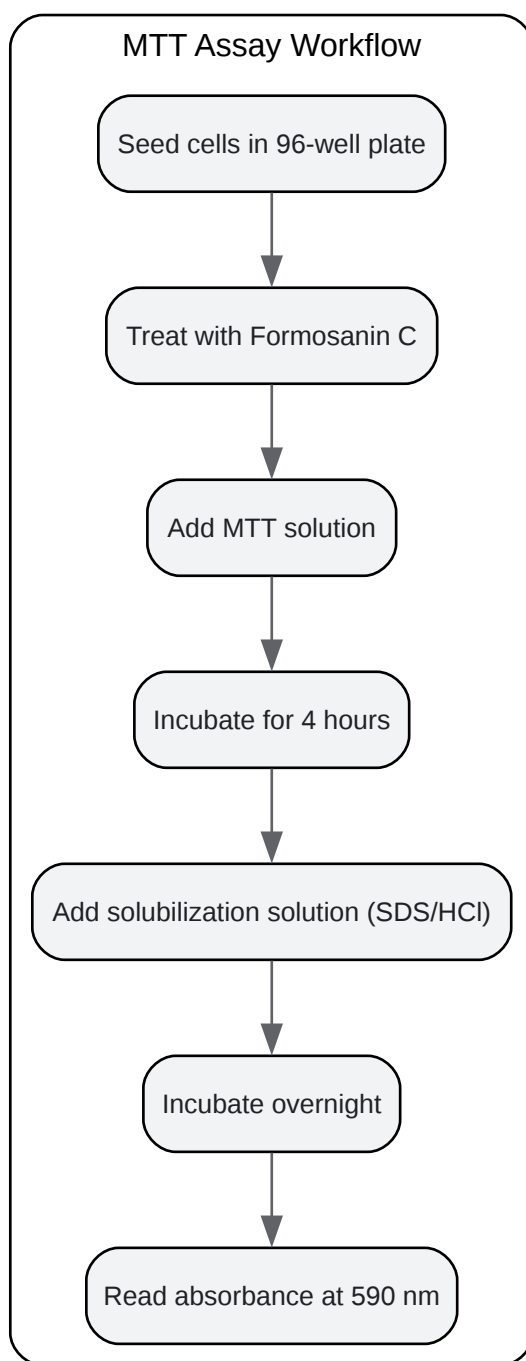 MTT Assay Workflow
Seed cells in 96-well plate
Treat with Formosanin C
Add MTT solution
Incubate for 4 hours
Add solubilization solution (SDS/HCl)
Incubate overnight
Read absorbance at 590 nm